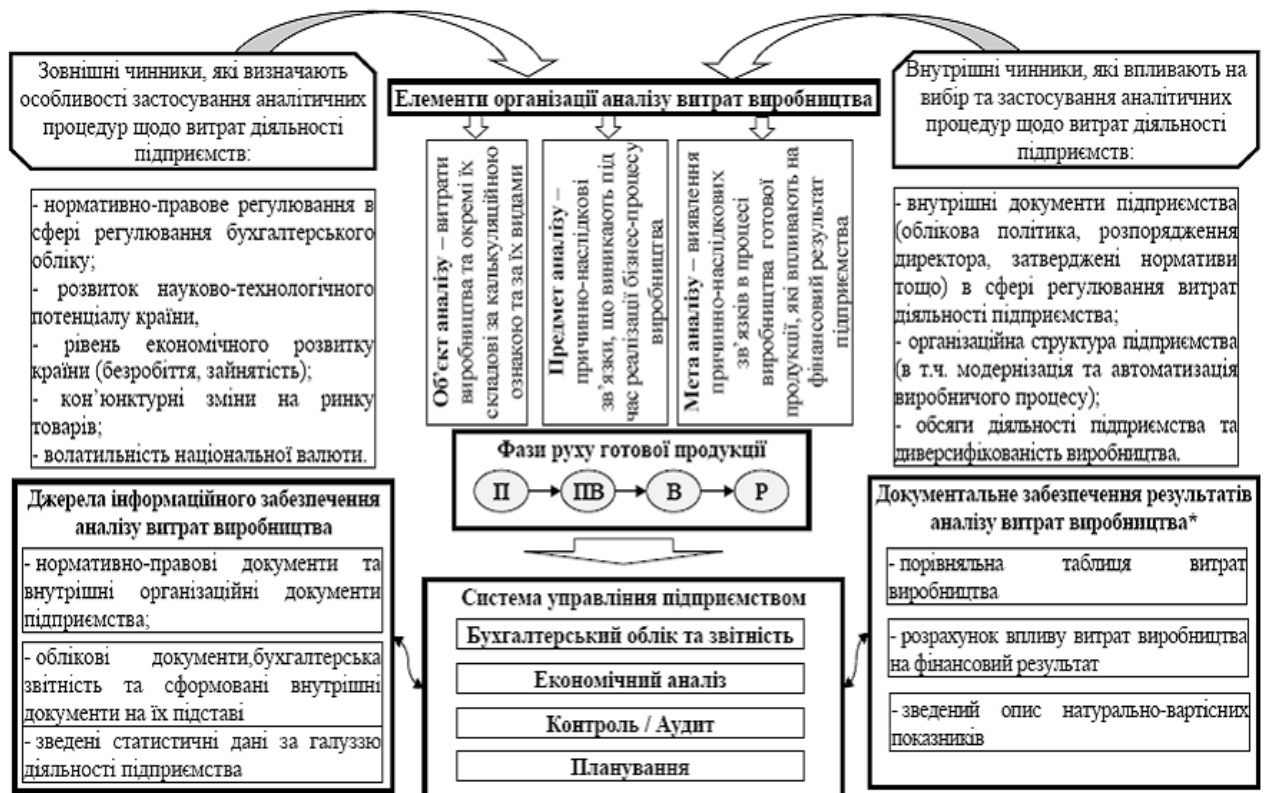 Зовнішні чинники, які визначають
особливості застосування аналітичних
процедур щодо витрат діяльності
підприємств:
- нормативно-правове регулювання в
сфері регулювання бухгалтерського
обліку;
- розвиток науково-технологічного
потенціалу країни,
- рівень економічного розвитку
країни (безробіття, зайнятість);
- кон’юнктурні зміни на ринку
товарів;
- волатильність національної валюти.
Елементи організації аналізу витрат виробництва
Об’єкт аналізу – витрати
виробництва та окремі їх
складові за калькуляційною
ознакою та за їх видами
Предмет аналізу –
причинно-наслідкові
зв’язки, що виникають під
час реалізації бізнес-процесу
виробництва
Мета аналізу – виявлення
причинно-наслідкових
зв’язків в процесі
виробництва готової
продукції, які впливають на
фінансовий результат
підприємства
Внутрішні чинники, які впливають на
вибір та застосування аналітичних
процедур щодо витрат діяльності
підприємств:
- внутрішні документи підприємства
(облікова політика, розпорядження
директора, затверджені нормативи
тощо) в сфері регулювання витрат
діяльності підприємства;
- організаційна структура підприємства
(в т.ч. модернізація та автоматизація
виробничого процесу);
- обсяги діяльності підприємства та
диверсифікованість виробництва.
Фази руху готової продукції
П ПВ В Р
Джерела інформаційного забезпечення
аналізу витрат виробництва
- нормативно-правові документи та
внутрішні організаційні документи
підприємства;
- облікові документи,бухгалтерська
звітність та сформовані внутрішні
документи на їх підставі
- зведені статистичні дані за галуззю
діяльності підприємства
Система управління підприємством
Бухгалтерський облік та звітність
Економічний аналіз
Контроль / Аудит
Планування
Документальне забезпечення результатів
аналізу витрат виробництва*
- порівняльна таблиця витрат
виробництва
- розрахунок впливу витрат виробництва
на фінансовий результат
- зведений опис натурально-вартісних
показників